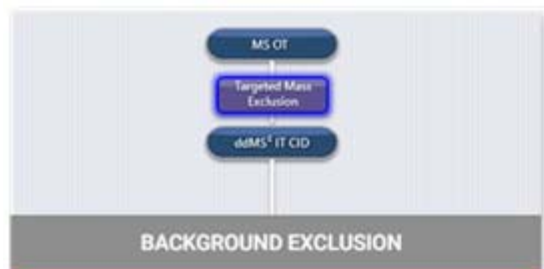 MS OT
Targeted Mass
Exclusion
ddMS² IT CID
BACKGROUND EXCLUSION